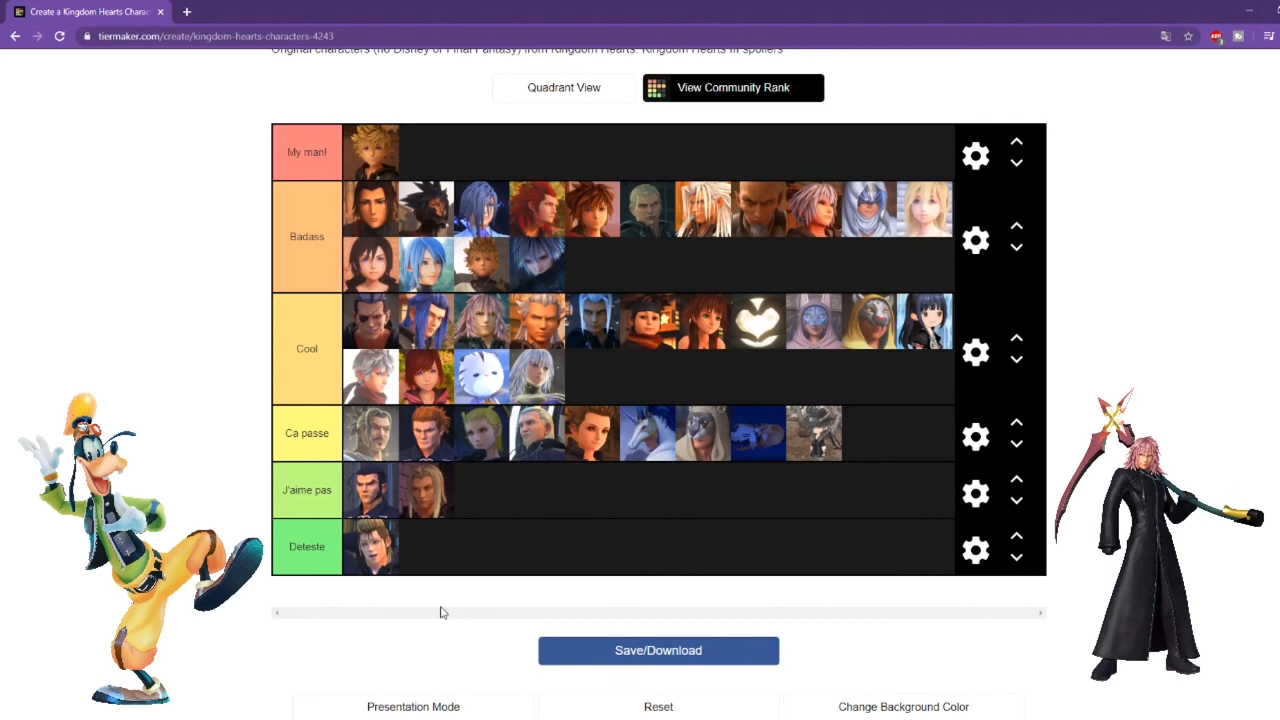 Create a Kingdom Hearts Charac
tiermaker.com/create/kingdom-hearts-characters-4243
Original characters (no Disney or Final Fantasy) from Kingdom Hearts. Kingdom Hearts III spoilers
Quadrant View
View Community Rank
My man!
Badass
Cool
Ca passe
J'aime pas
Deteste
Save/Download
Presentation Mode
Reset
Change Background Color